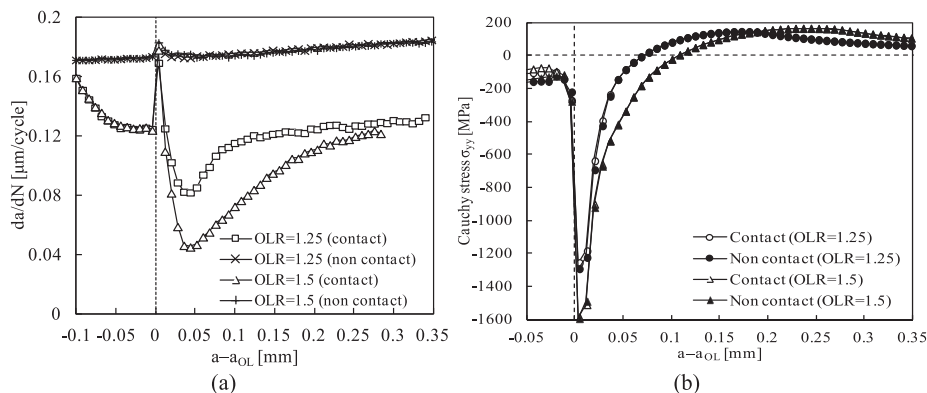 0.2
0.16
0.12
0.08
0.04
0
da/dN [μm/cycle]
-0.1 -0.05 0 0.05 0.1 0.15 0.2 0.25 0.3 0.35
a−a_OL [mm]
OLR=1.25 (contact)
OLR=1.25 (non contact)
OLR=1.5 (contact)
OLR=1.5 (non contact)
(a)
200
0
-200
-400
-600
-800
-1000
-1200
-1400
-1600
Cauchy stress σyy [MPa]
-0.05 0 0.05 0.1 0.15 0.2 0.25 0.3 0.35
a−a_OL [mm]
Contact (OLR=1.25)
Non contact (OLR=1.25)
Contact (OLR=1.5)
Non contact (OLR=1.5)
(b)